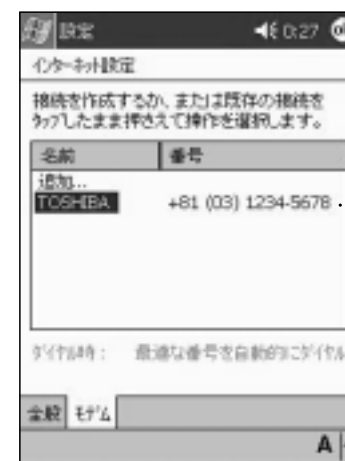 設定 0:27
インターネット設定
接続を作成するか、または既存の接続を
タップしたまま押さえて操作を選択します。
名前 番号
追加...
TOSHIBA +81 (03) 1234-5678
ダイヤル時： 最適な番号を自動的にダイヤル
全般 モデム
A